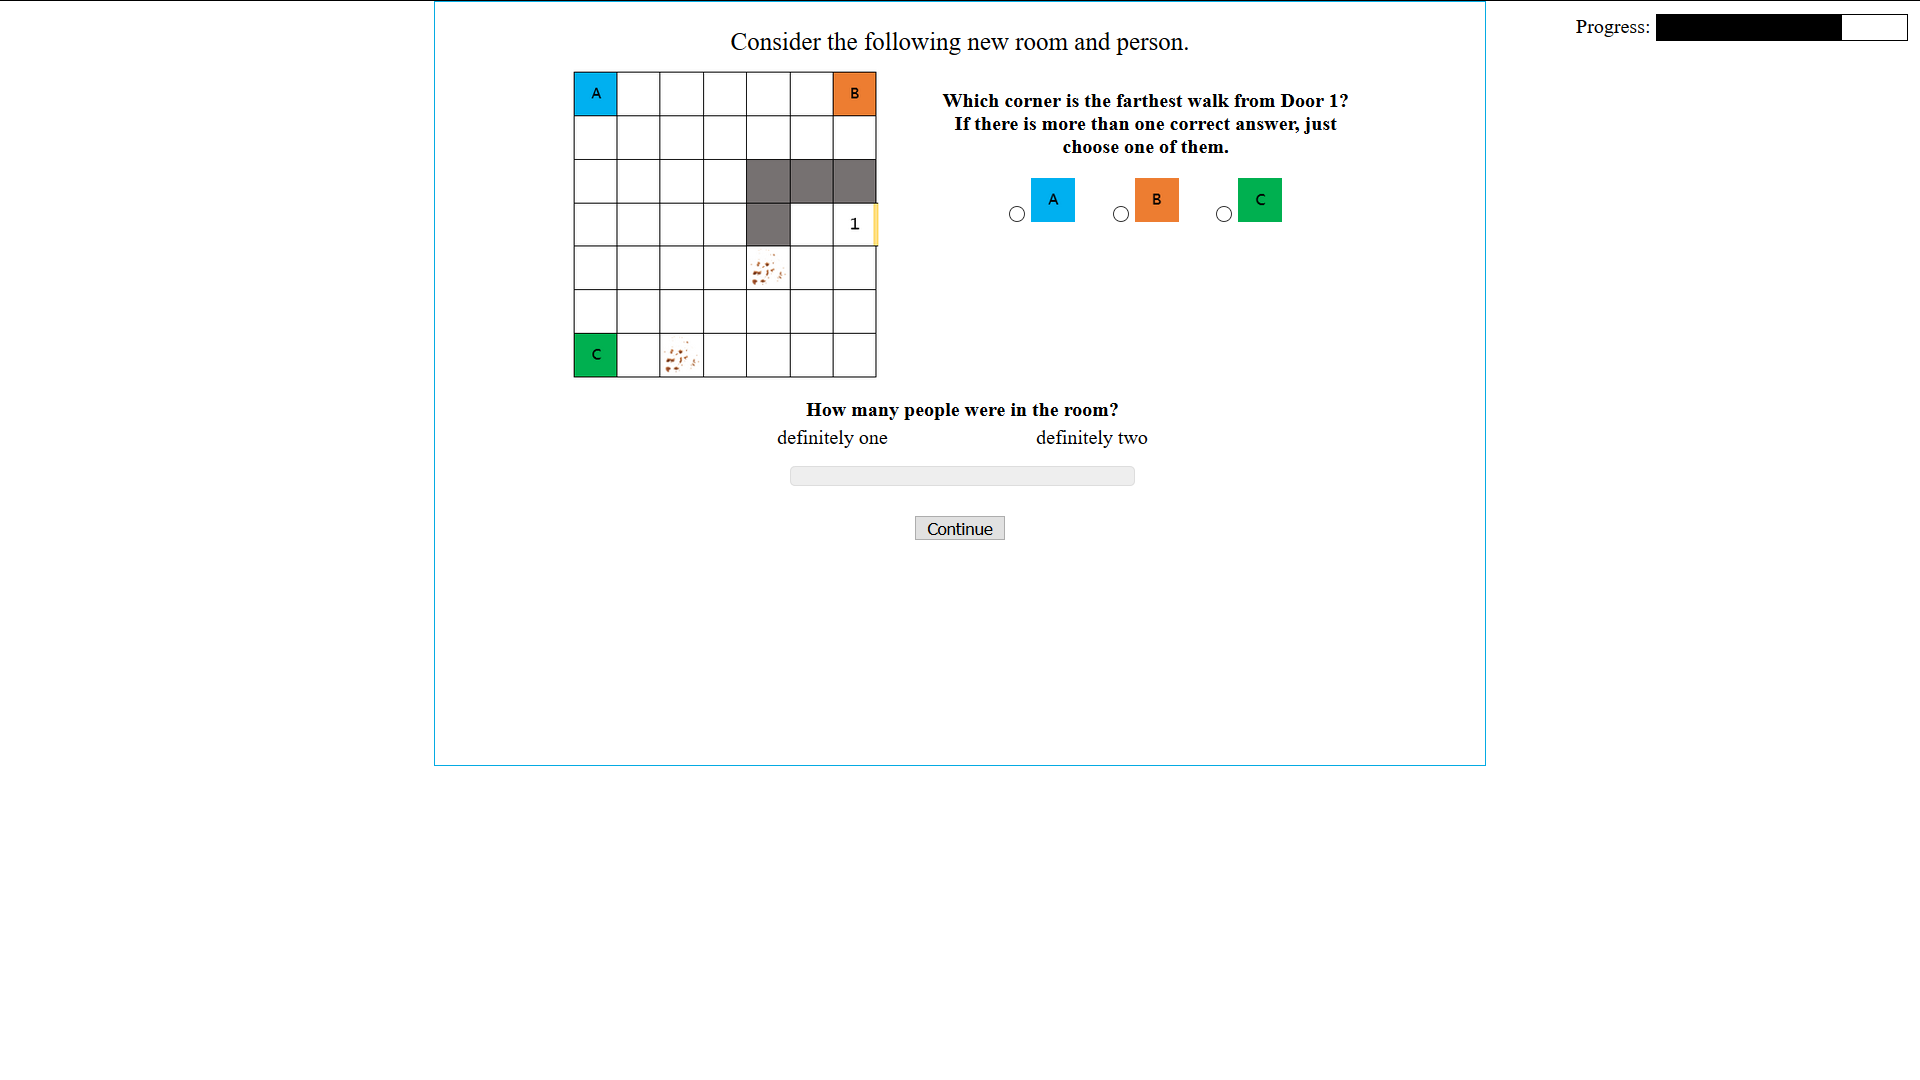 Progress:
Consider the following new room and person.
A
B
1
C
Which corner is the farthest walk from Door 1?
If there is more than one correct answer, just
choose one of them.
A
B
C
How many people were in the room?
definitely one
definitely two
Continue